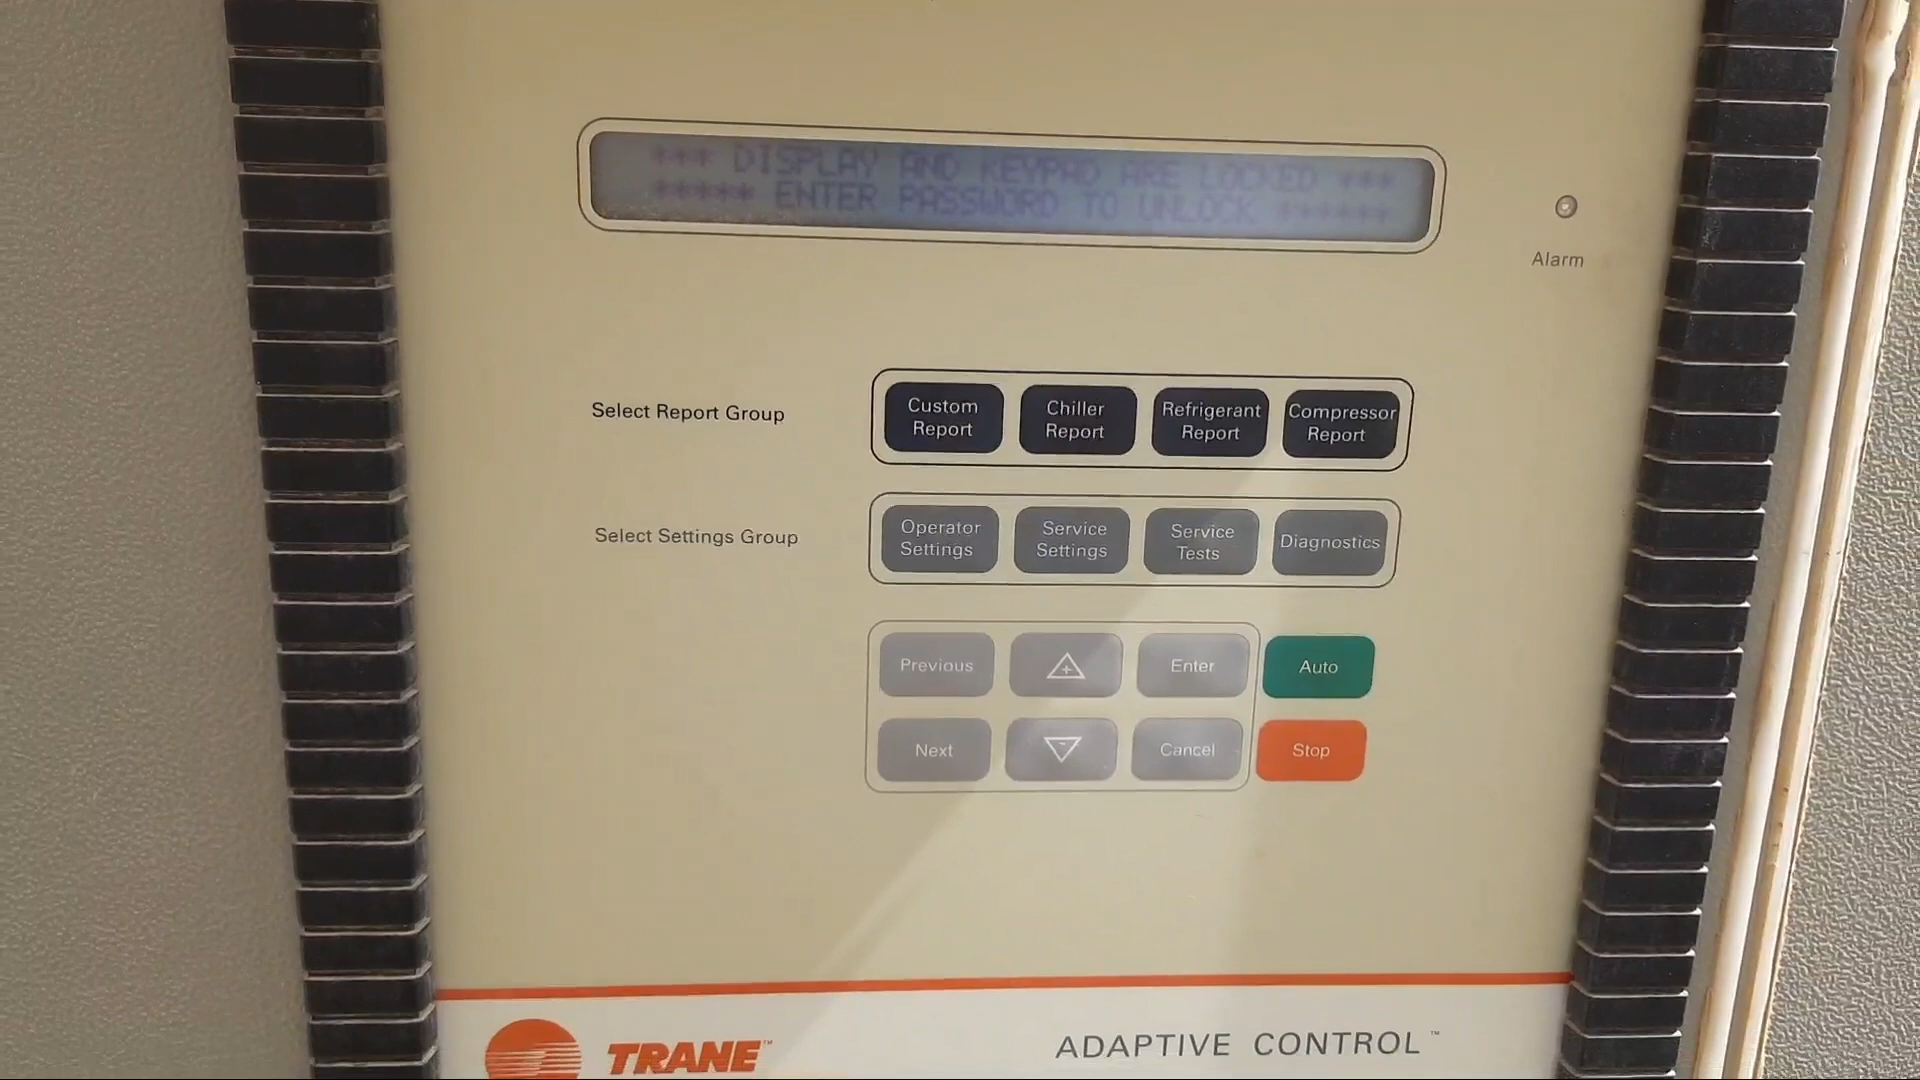 *** DISPLAY AND KEYPAD ARE LOCKED ***
***** ENTER PASSWORD TO UNLOCK ******
Alarm
Select Report Group
Custom
Report
Chiller
Report
Refrigerant
Report
Compressor
Report
Select Settings Group
Operator
Settings
Service
Settings
Service
Tests
Diagnostics
Previous
+
Enter
Auto
Next
-
Cancel
Stop
TRANE™
ADAPTIVE CONTROL™